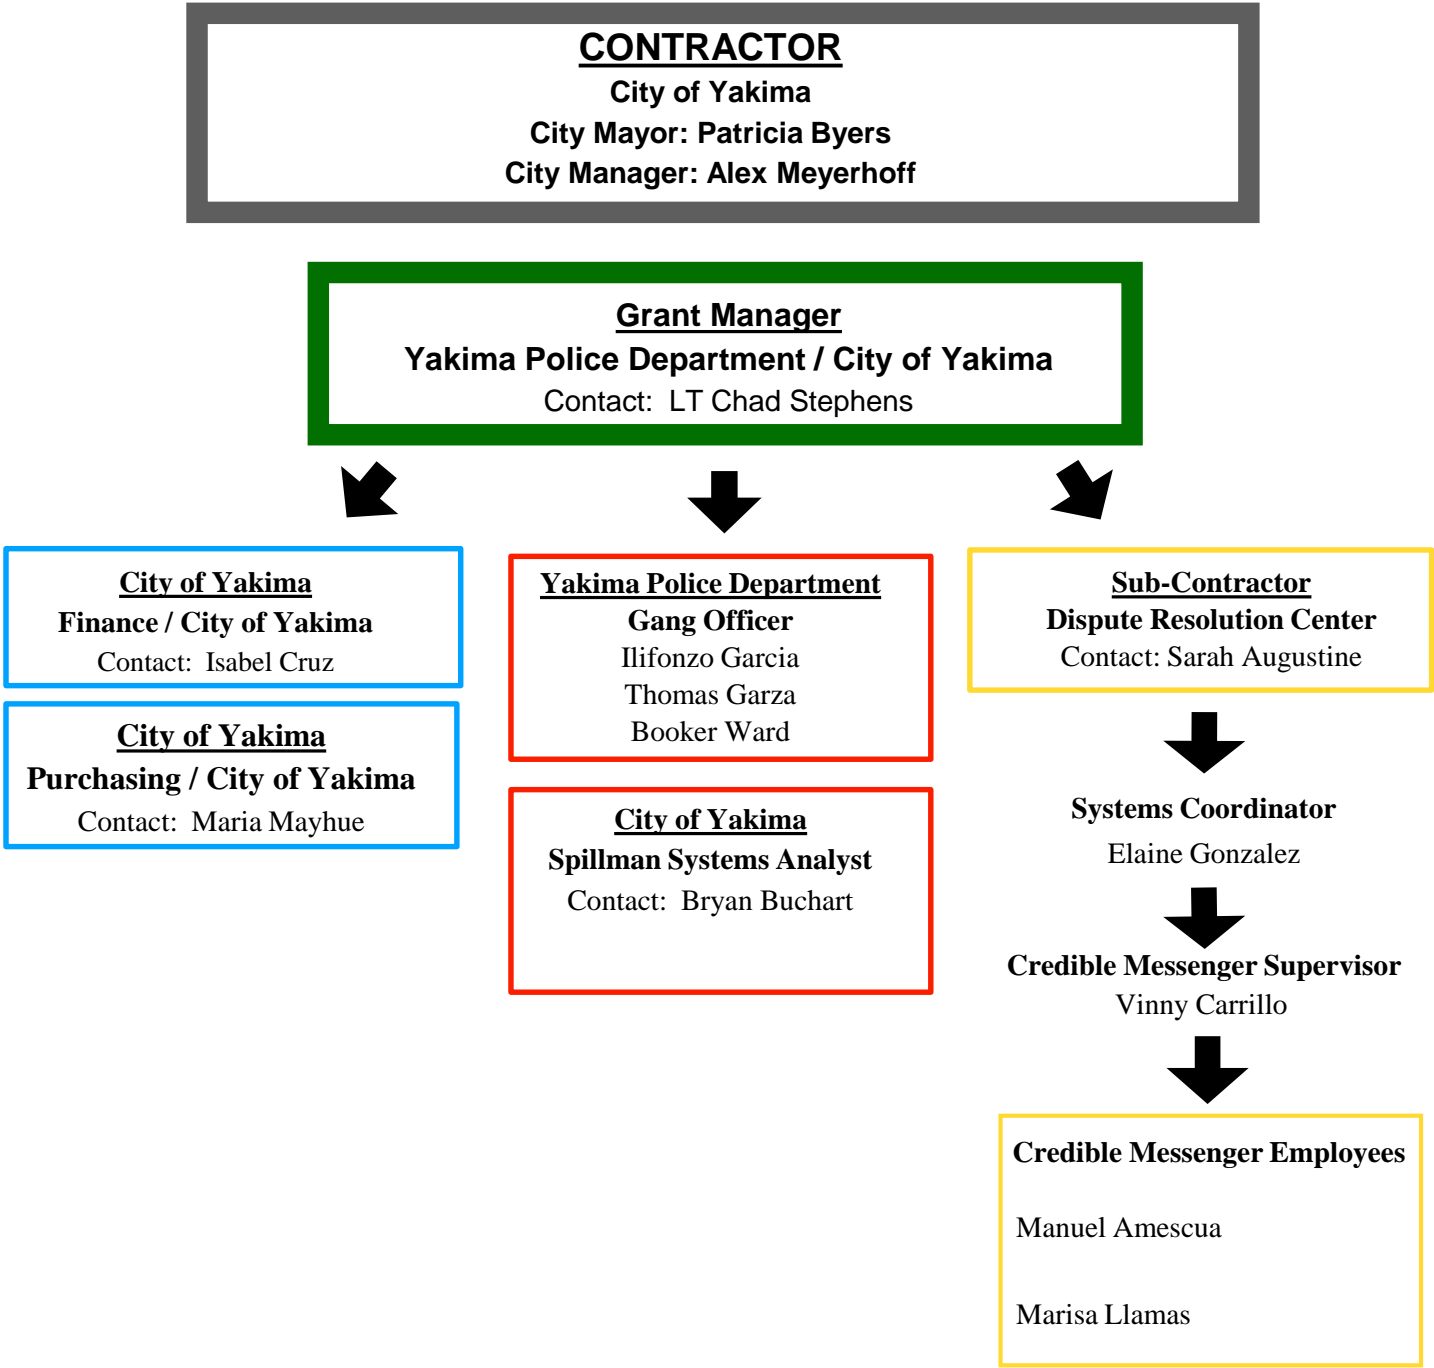 CONTRACTOR
City of Yakima
City Mayor: Patricia Byers
City Manager: Alex Meyerhoff
Grant Manager
Yakima Police Department / City of Yakima
Contact: LT Chad Stephens
City of Yakima
Finance / City of Yakima
Contact: Isabel Cruz
City of Yakima
Purchasing / City of Yakima
Contact: Maria Mayhue
Yakima Police Department
Gang Officer
Ilifonzo Garcia
Thomas Garza
Booker Ward
City of Yakima
Spillman Systems Analyst
Contact: Bryan Buchart
Sub-Contractor
Dispute Resolution Center
Contact: Sarah Augustine
Systems Coordinator
Elaine Gonzalez
Credible Messenger Supervisor
Vinny Carrillo
Credible Messenger Employees
Manuel Amescua
Marisa Llamas